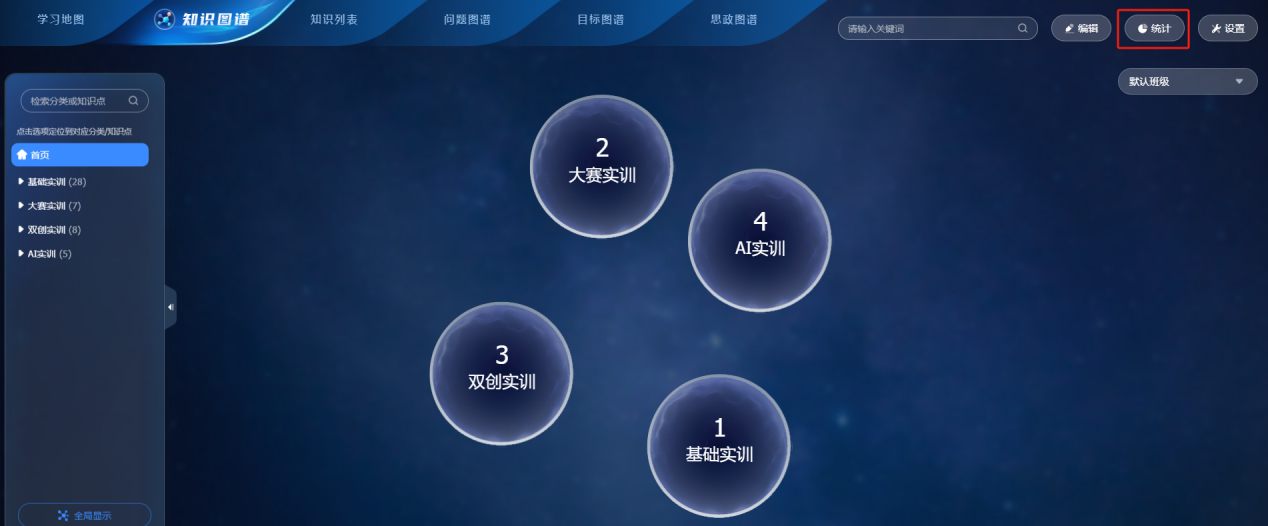 学习地图
知识图谱
知识列表
问题图谱
目标图谱
思政图谱
请输入关键词
编辑
统计
设置
默认班级
检索分类或知识点
点击选项定位到对应分类/知识点
首页
基础实训 (28)
大赛实训 (7)
双创实训 (8)
AI实训 (5)
全局显示
2
大赛实训
4
AI实训
3
双创实训
1
基础实训